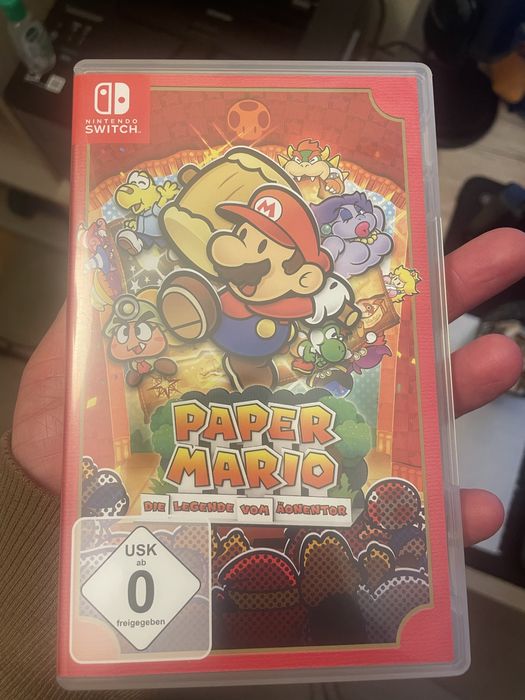 NINTENDO
SWITCH
M
PAPER
MARIO
DIE LEGENDE VOM ÄONENTOR
USK
ab
0
freigegeben